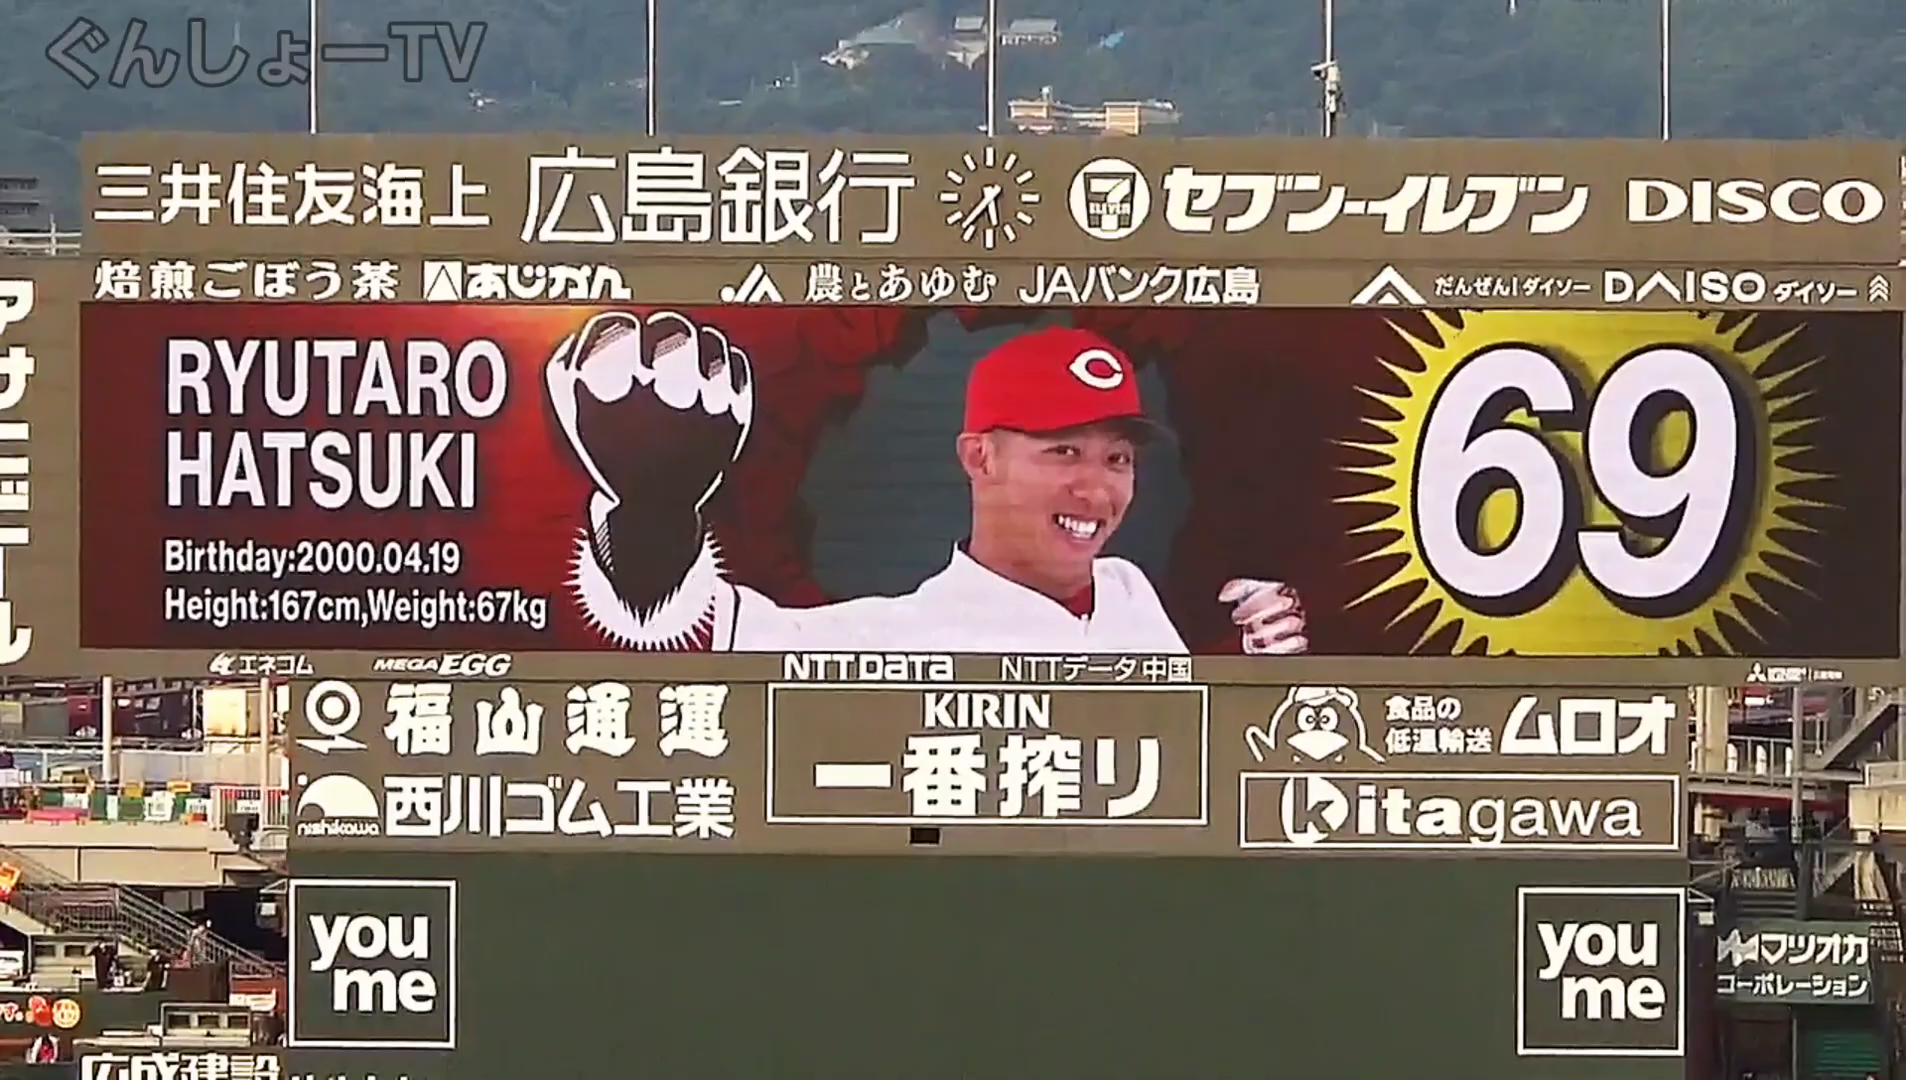 ぐんしょーTV
三井住友海上 広島銀行 セブン-イレブン DISCO
7 ELEVEN
焙煎ごぼう茶 あじかん 農とあゆむ JAバンク広島 だんぜん!ダイソー DAISO ダイソー
RYUTARO
HATSUKI
Birthday:2000.04.19
Height:167cm,Weight:67kg
C
69
エネコム MEGA EGG NTT DATA NTTデータ中国
福山通運
nishikawa 西川ゴム工業
KIRIN
一番搾り
食品の
低温輸送 ムロオ
kitagawa
you
me
you
me
マツオカ
コーポレーション
広成建設